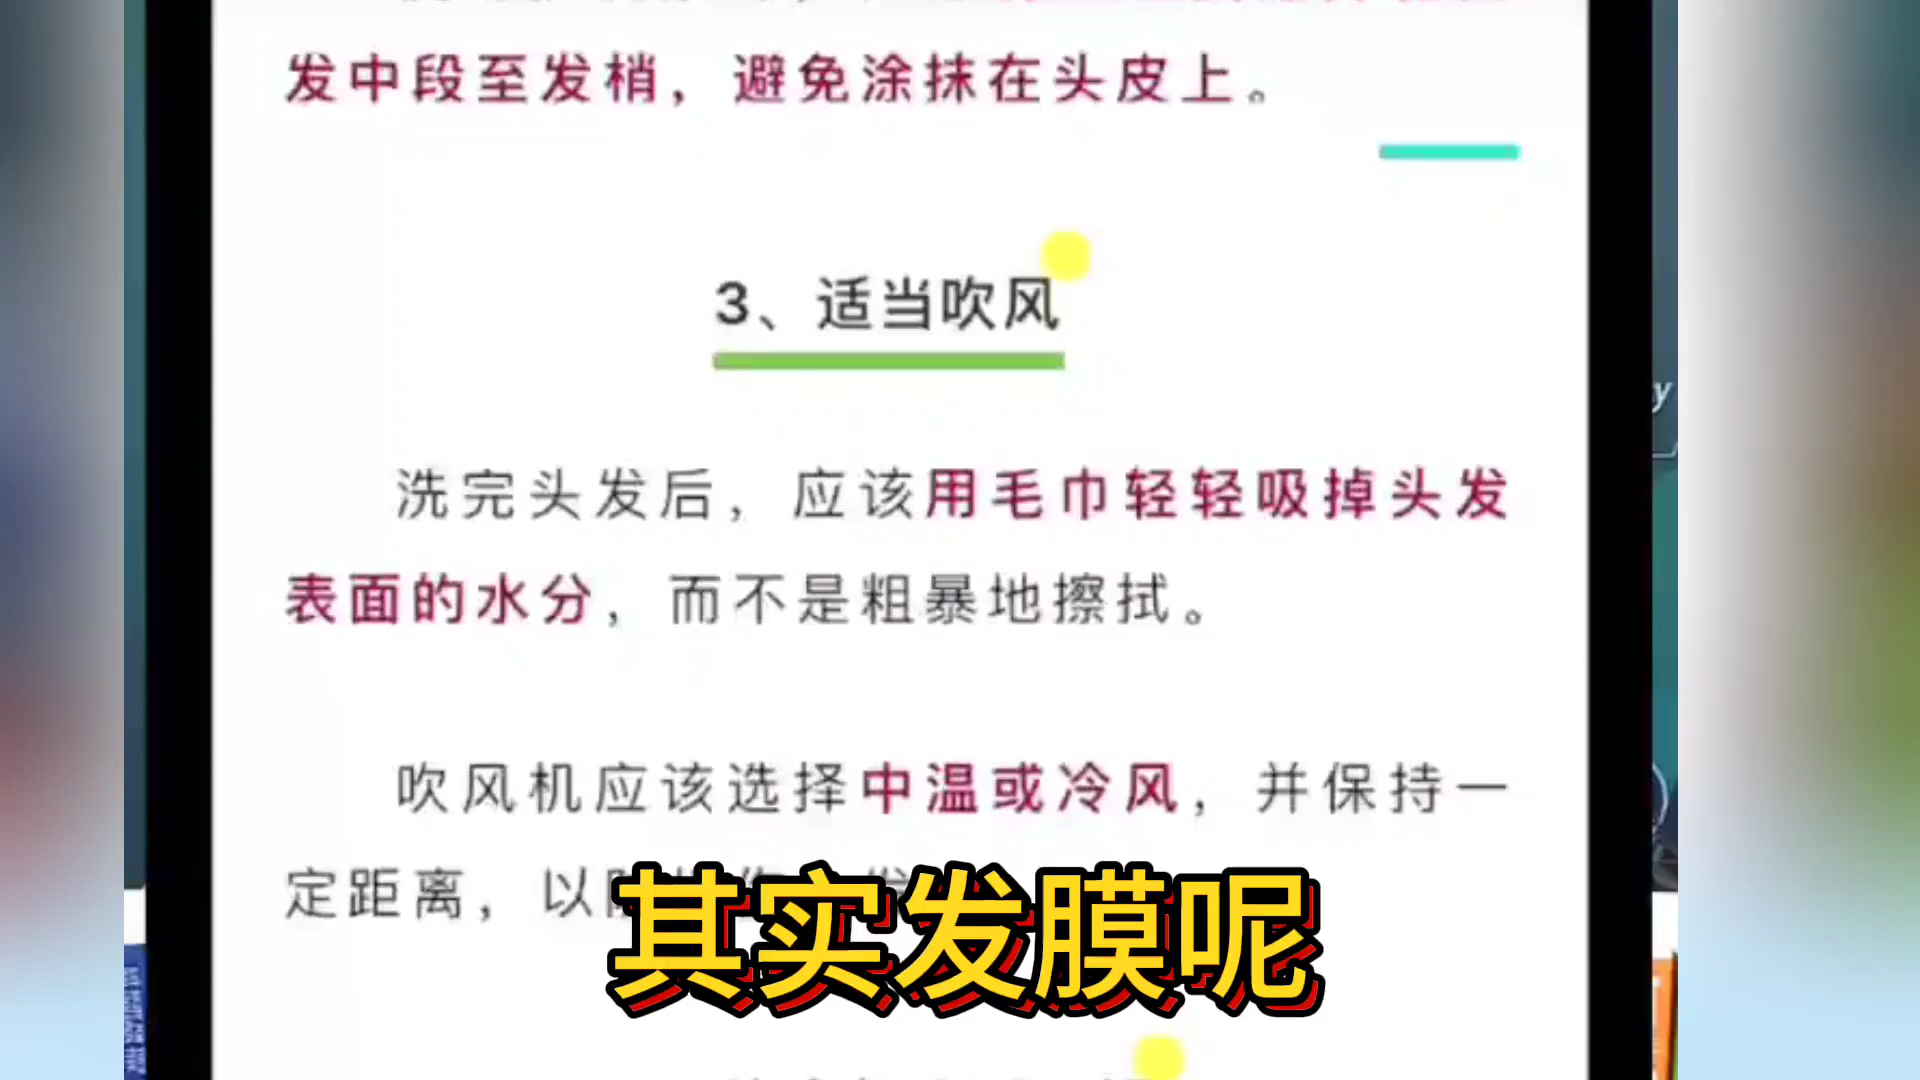 发中段至发梢，避免涂抹在头皮上。
3、适当吹风
洗完头发后，应该用毛巾轻轻吸掉头发
表面的水分，而不是粗暴地擦拭。
吹风机应该选择中温或冷风，并保持一
定距离，以
其实发膜呢